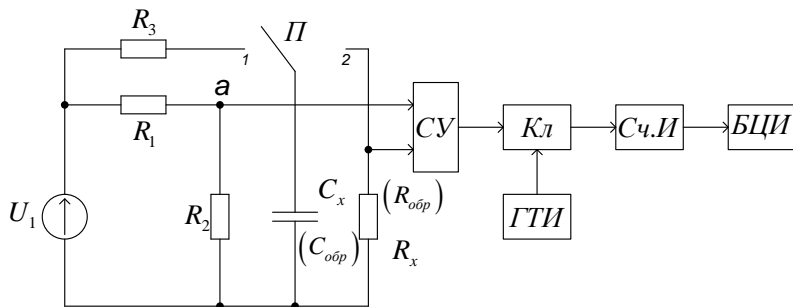 R3
П
1
2
a
R1
СУ
Кл
Сч.И
БЦИ
U1
R2
Cx
(Rобр)
ГТИ
(Cобр)
Rx